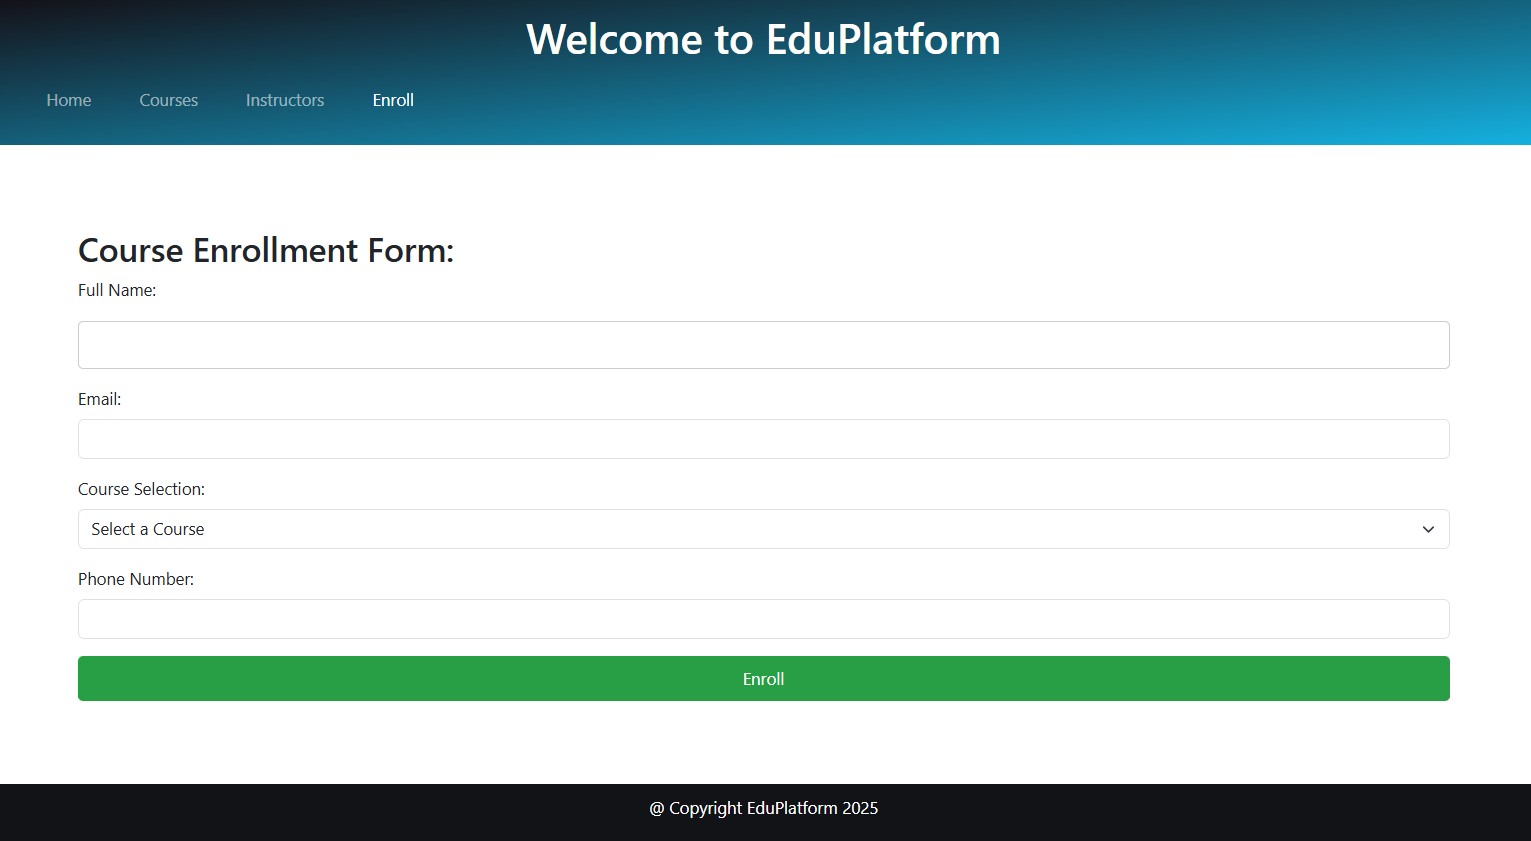 Welcome to EduPlatform
Home Courses Instructors Enroll
Course Enrollment Form:
Full Name:
Email:
Course Selection:
Select a Course
Phone Number:
Enroll
@ Copyright EduPlatform 2025